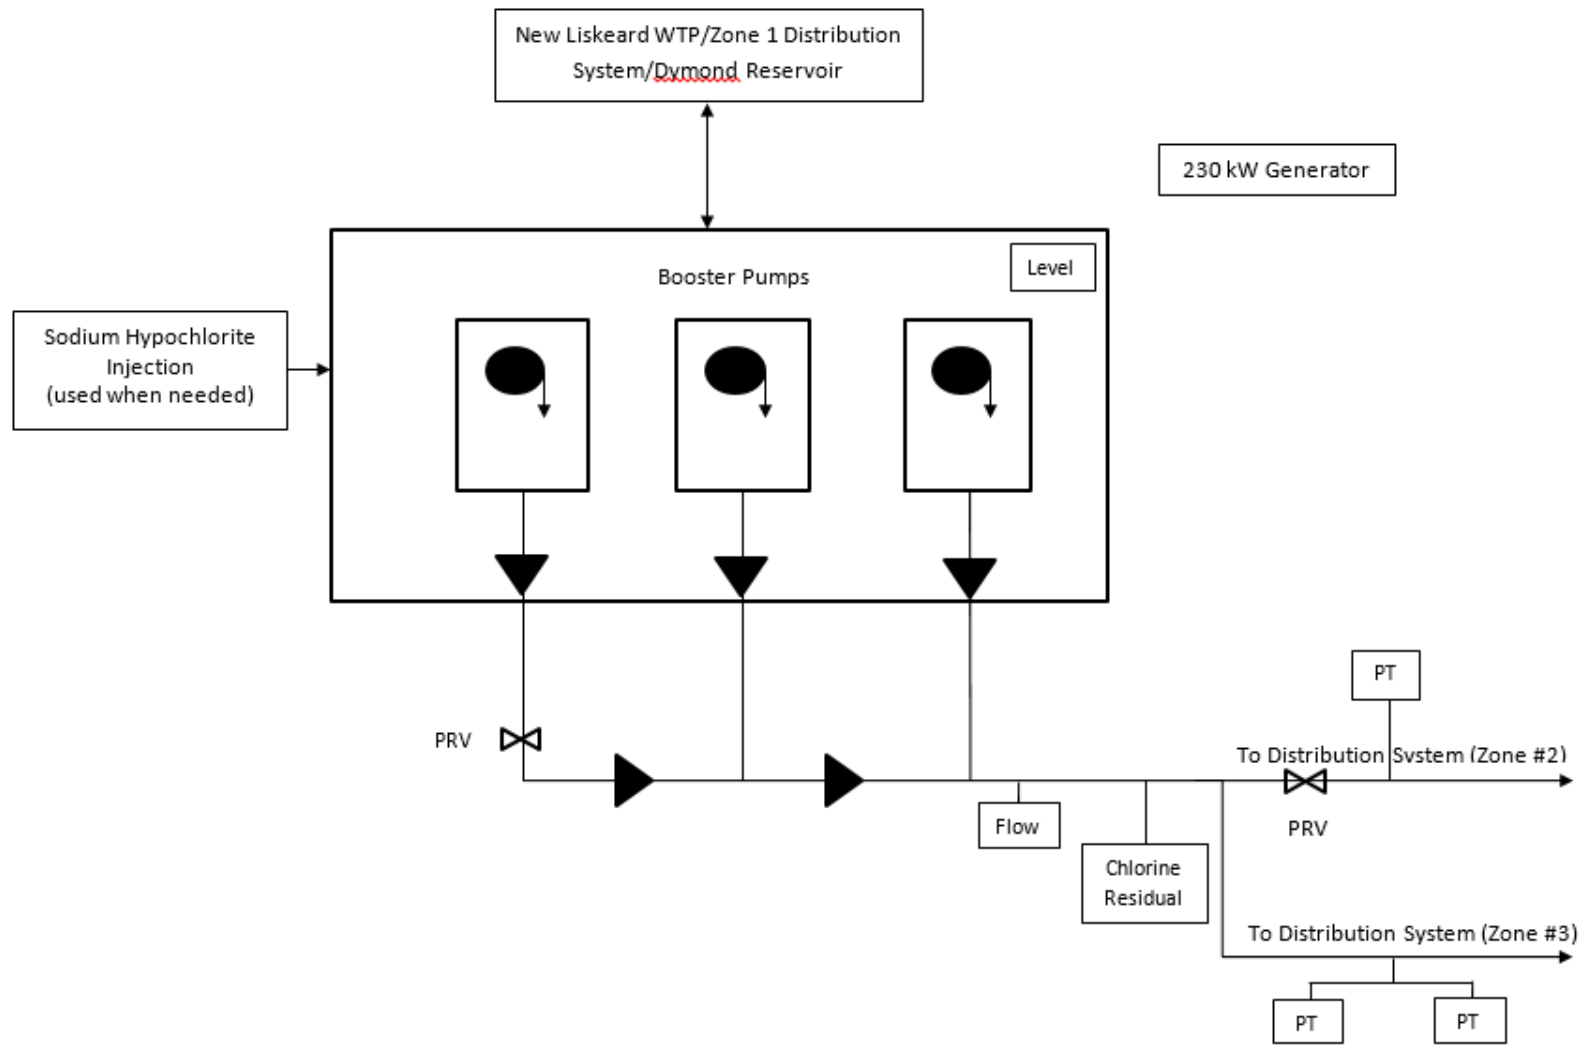 New Liskeard WTP/Zone 1 Distribution
System/Dymond Reservoir
230 kW Generator
Booster Pumps
Level
Sodium Hypochlorite
Injection
(used when needed)
PT
PRV
To Distribution System (Zone #2)
Flow
PRV
Chlorine
Residual
To Distribution System (Zone #3)
PT
PT